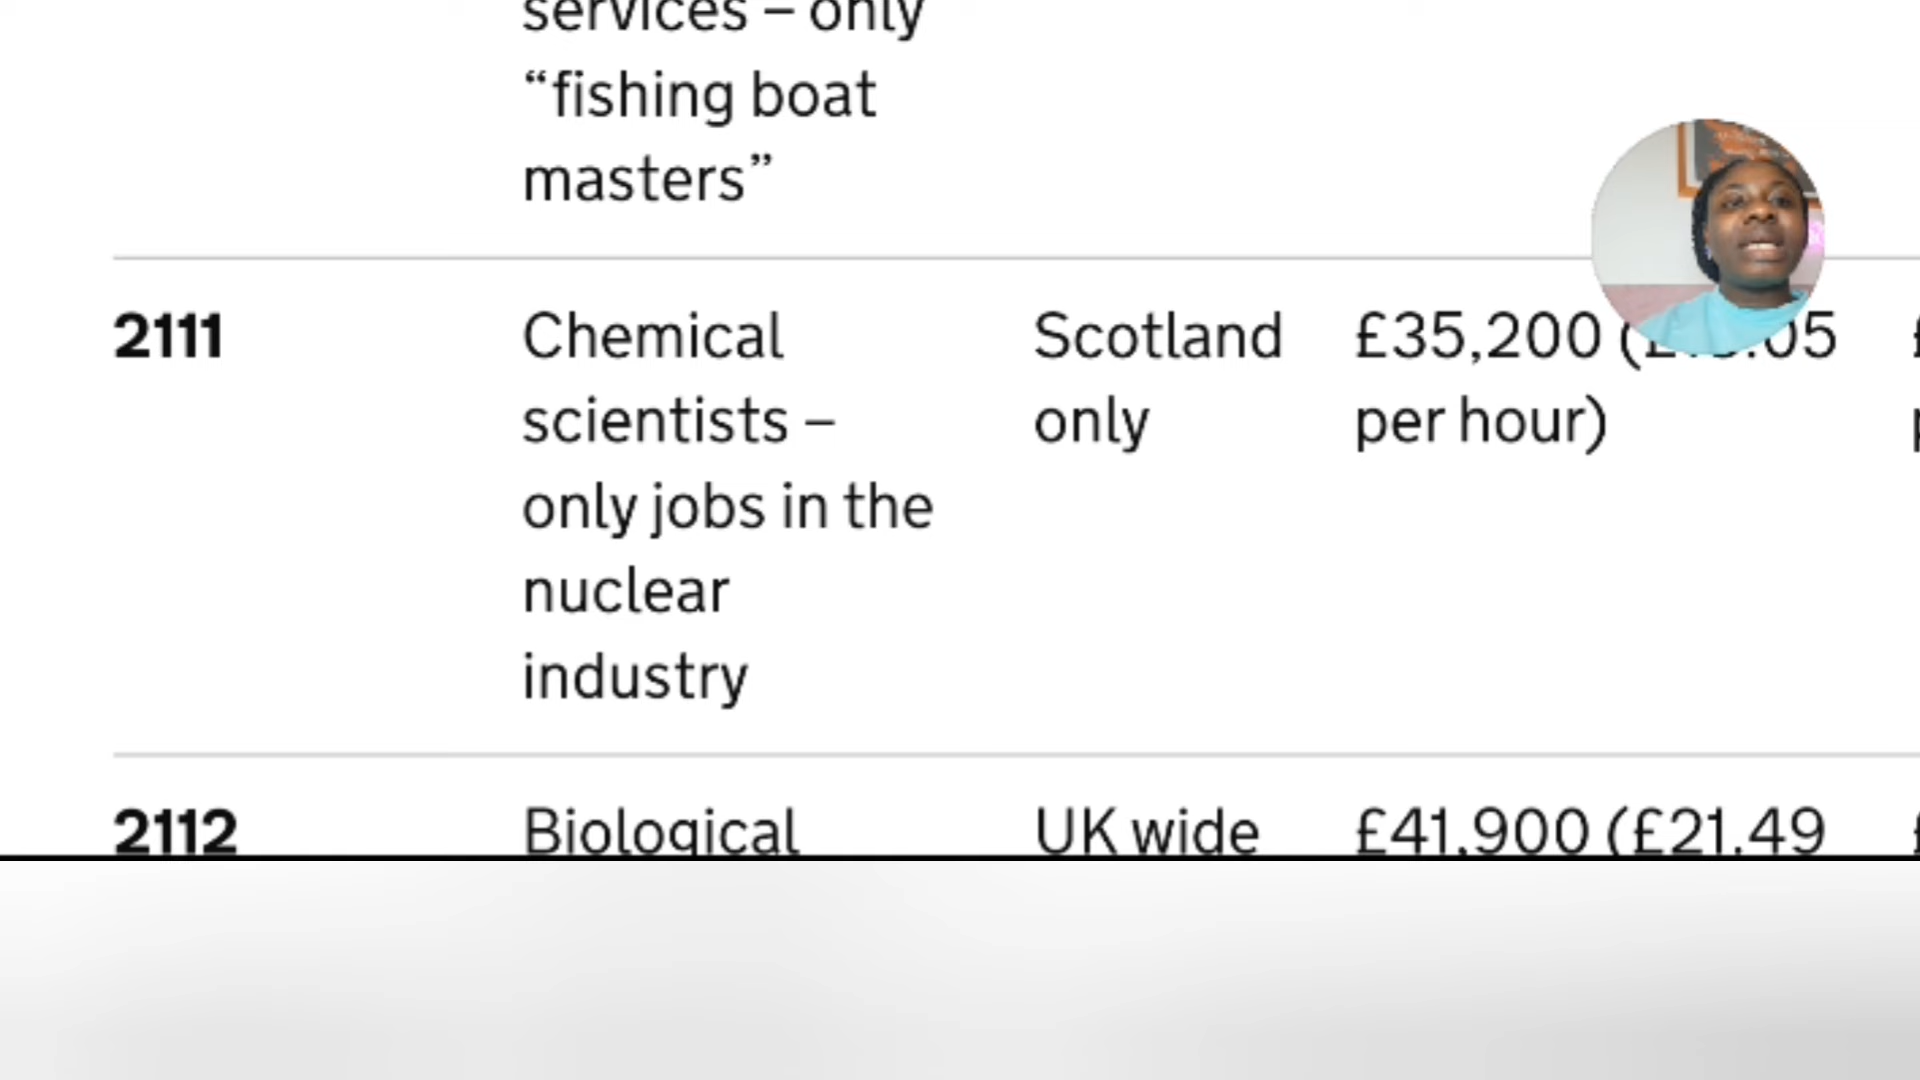 services – only
“fishing boat
masters”
2111 Chemical Scotland £35,200 (
scientists – only per hour)
only jobs in the
nuclear
industry
2112 Biological UK wide £41,900 (£21.49